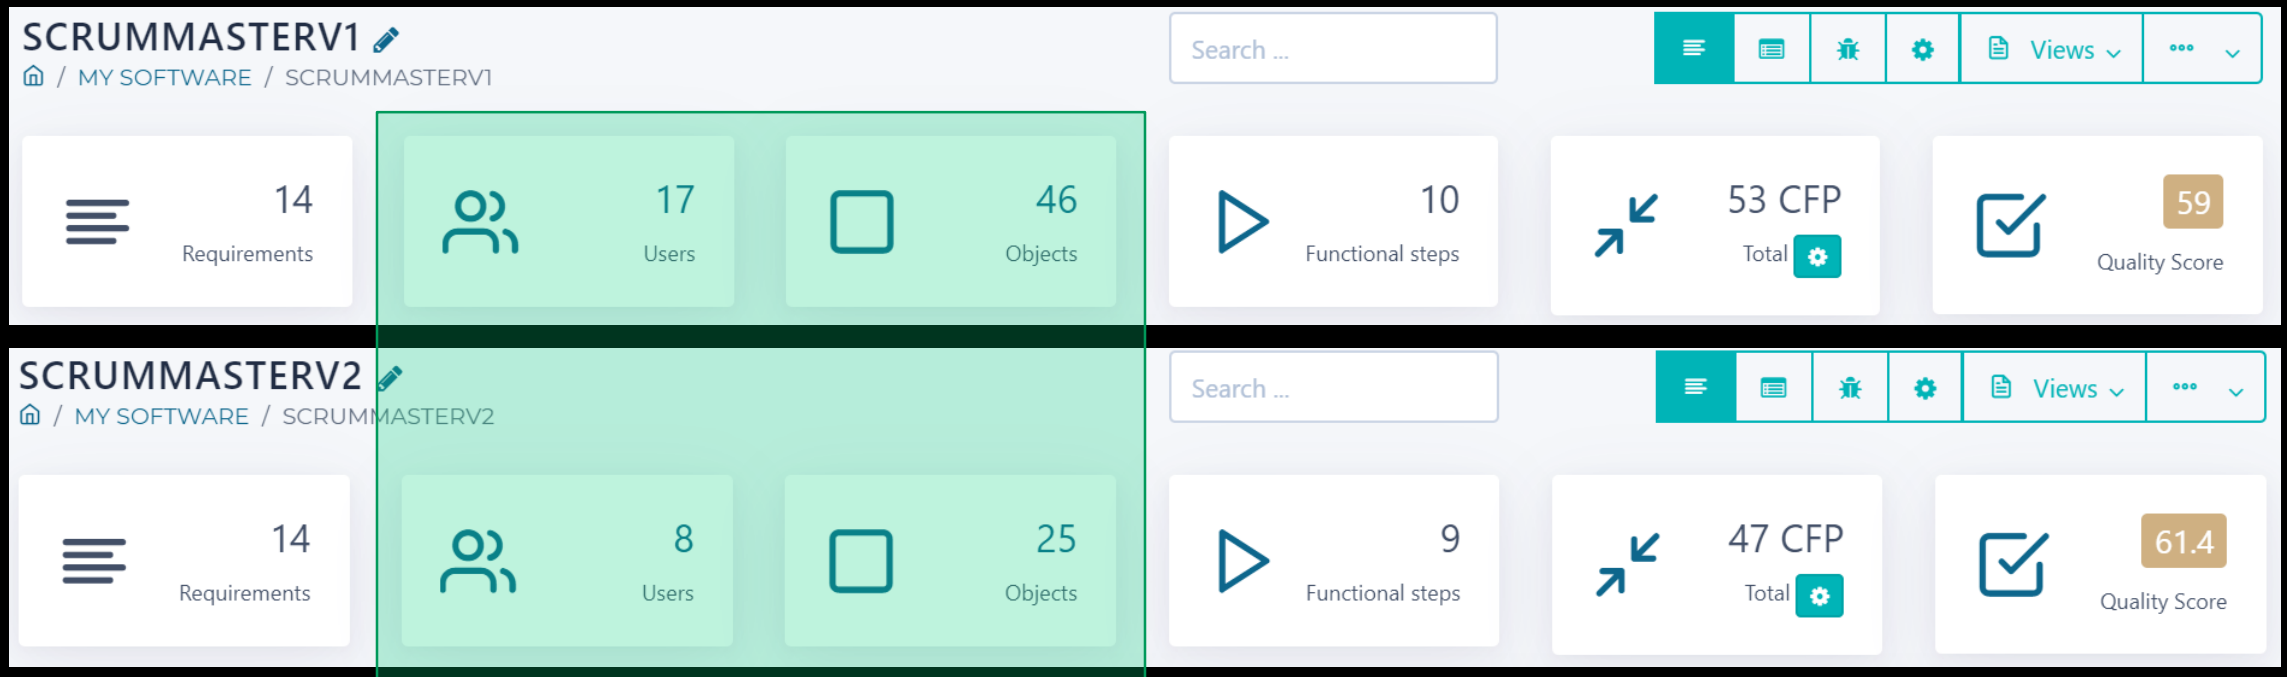 SCRUMMASTERV1
/ MY SOFTWARE / SCRUMMASTERV1
Search ...
Views
14
Requirements
17
Users
46
Objects
10
Functional steps
53 CFP
Total
59
Quality Score
SCRUMMASTERV2
/ MY SOFTWARE / SCRUMMASTERV2
Search ...
Views
14
Requirements
8
Users
25
Objects
9
Functional steps
47 CFP
Total
61.4
Quality Score